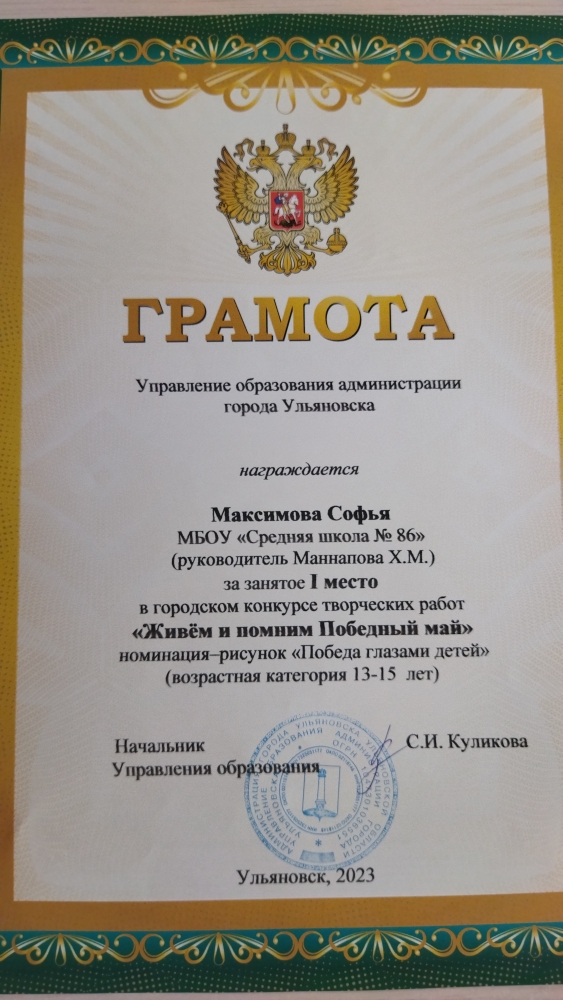 ГРАМОТА
Управление образования администрации
города Ульяновска
награждается
Максимова Софья
МБОУ «Средняя школа № 86»
(руководитель Маннапова Х.М.)
за занятое I место
в городском конкурсе творческих работ
«Живём и помним Победный май»
номинация–рисунок «Победа глазами детей»
(возрастная категория 13-15 лет)
Начальник С.И. Куликова
Управления образования
Ульяновск, 2023